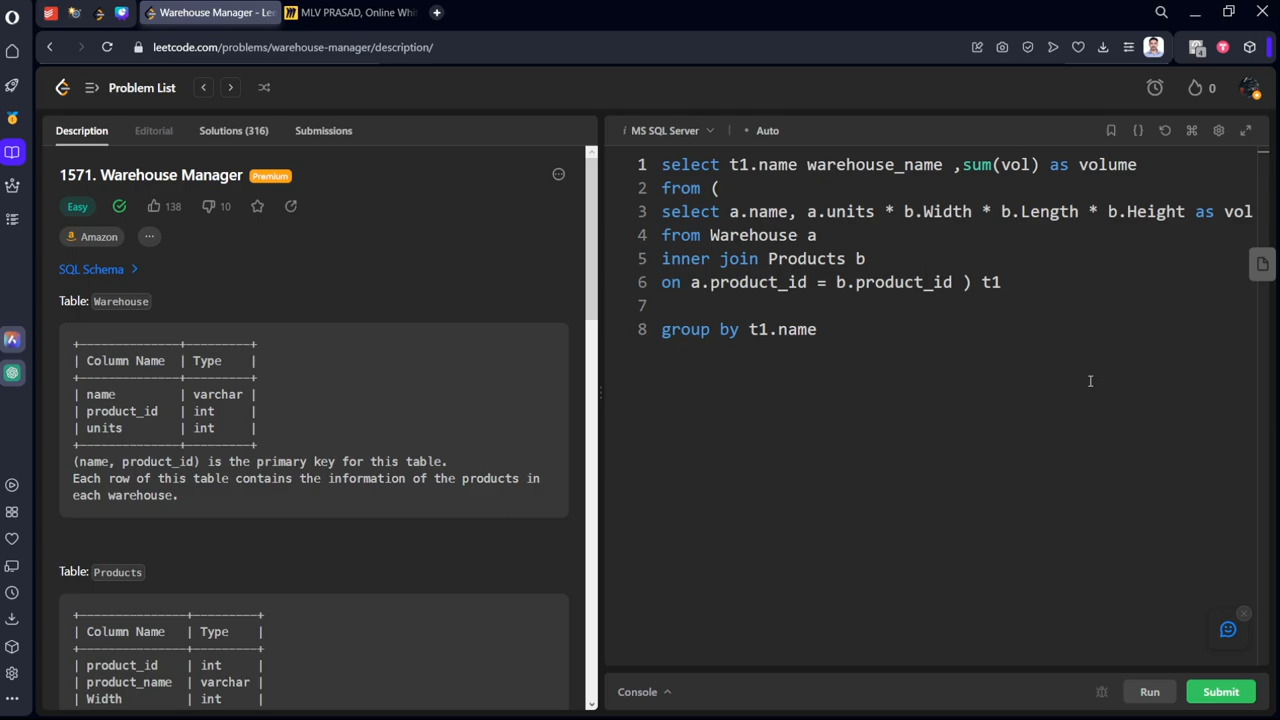 Warehouse Manager - Lee
MLV PRASAD, Online Whi
leetcode.com/problems/warehouse-manager/description/
4
Problem List
0
Description
Editorial
Solutions (316)
Submissions
i MS SQL Server
• Auto
1571. Warehouse Manager
Premium
Easy
138
10
Amazon
SQL Schema
Table: Warehouse
+--------------+---------+
| Column Name | Type |
+--------------+---------+
| name | varchar |
| product_id | int |
| units | int |
+--------------+---------+
(name, product_id) is the primary key for this table.
Each row of this table contains the information of the products in
each warehouse.
Table: Products
+---------------+---------+
| Column Name | Type |
+---------------+---------+
| product_id | int |
| product_name | varchar |
| Width | int |
1 select t1.name warehouse_name ,sum(vol) as volume
2 from (
3 select a.name, a.units * b.Width * b.Length * b.Height as vol
4 from Warehouse a
5 inner join Products b
6 on a.product_id = b.product_id ) t1
7
8 group by t1.name
Console
Run
Submit